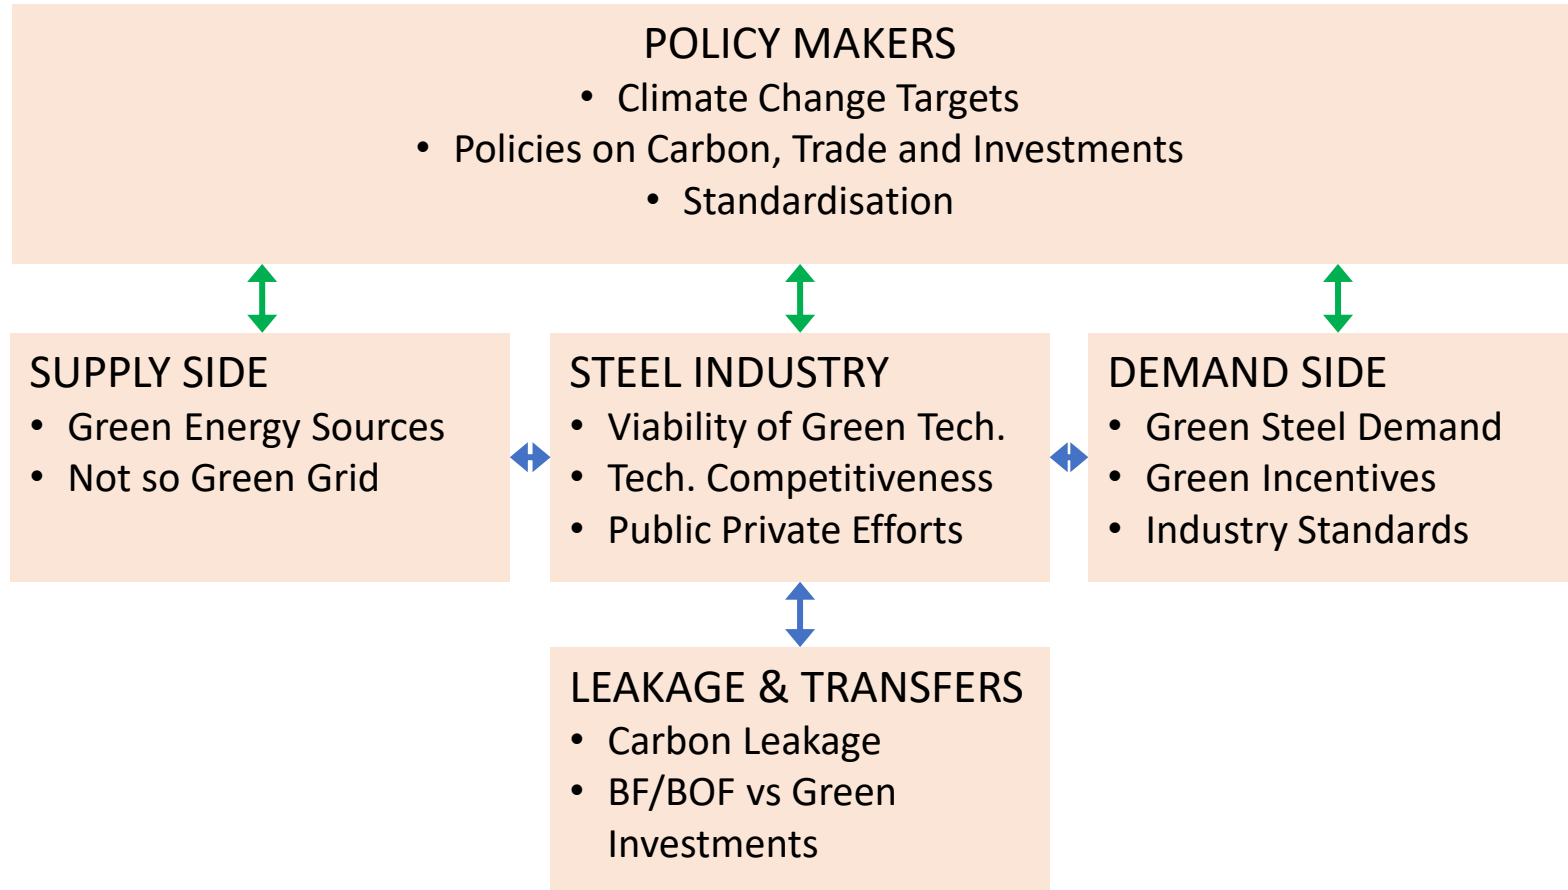 POLICY MAKERS
• Climate Change Targets
• Policies on Carbon, Trade and Investments
• Standardisation
SUPPLY SIDE
• Green Energy Sources
• Not so Green Grid
STEEL INDUSTRY
• Viability of Green Tech.
• Tech. Competitiveness
• Public Private Efforts
DEMAND SIDE
• Green Steel Demand
• Green Incentives
• Industry Standards
LEAKAGE & TRANSFERS
• Carbon Leakage
• BF/BOF vs Green
Investments